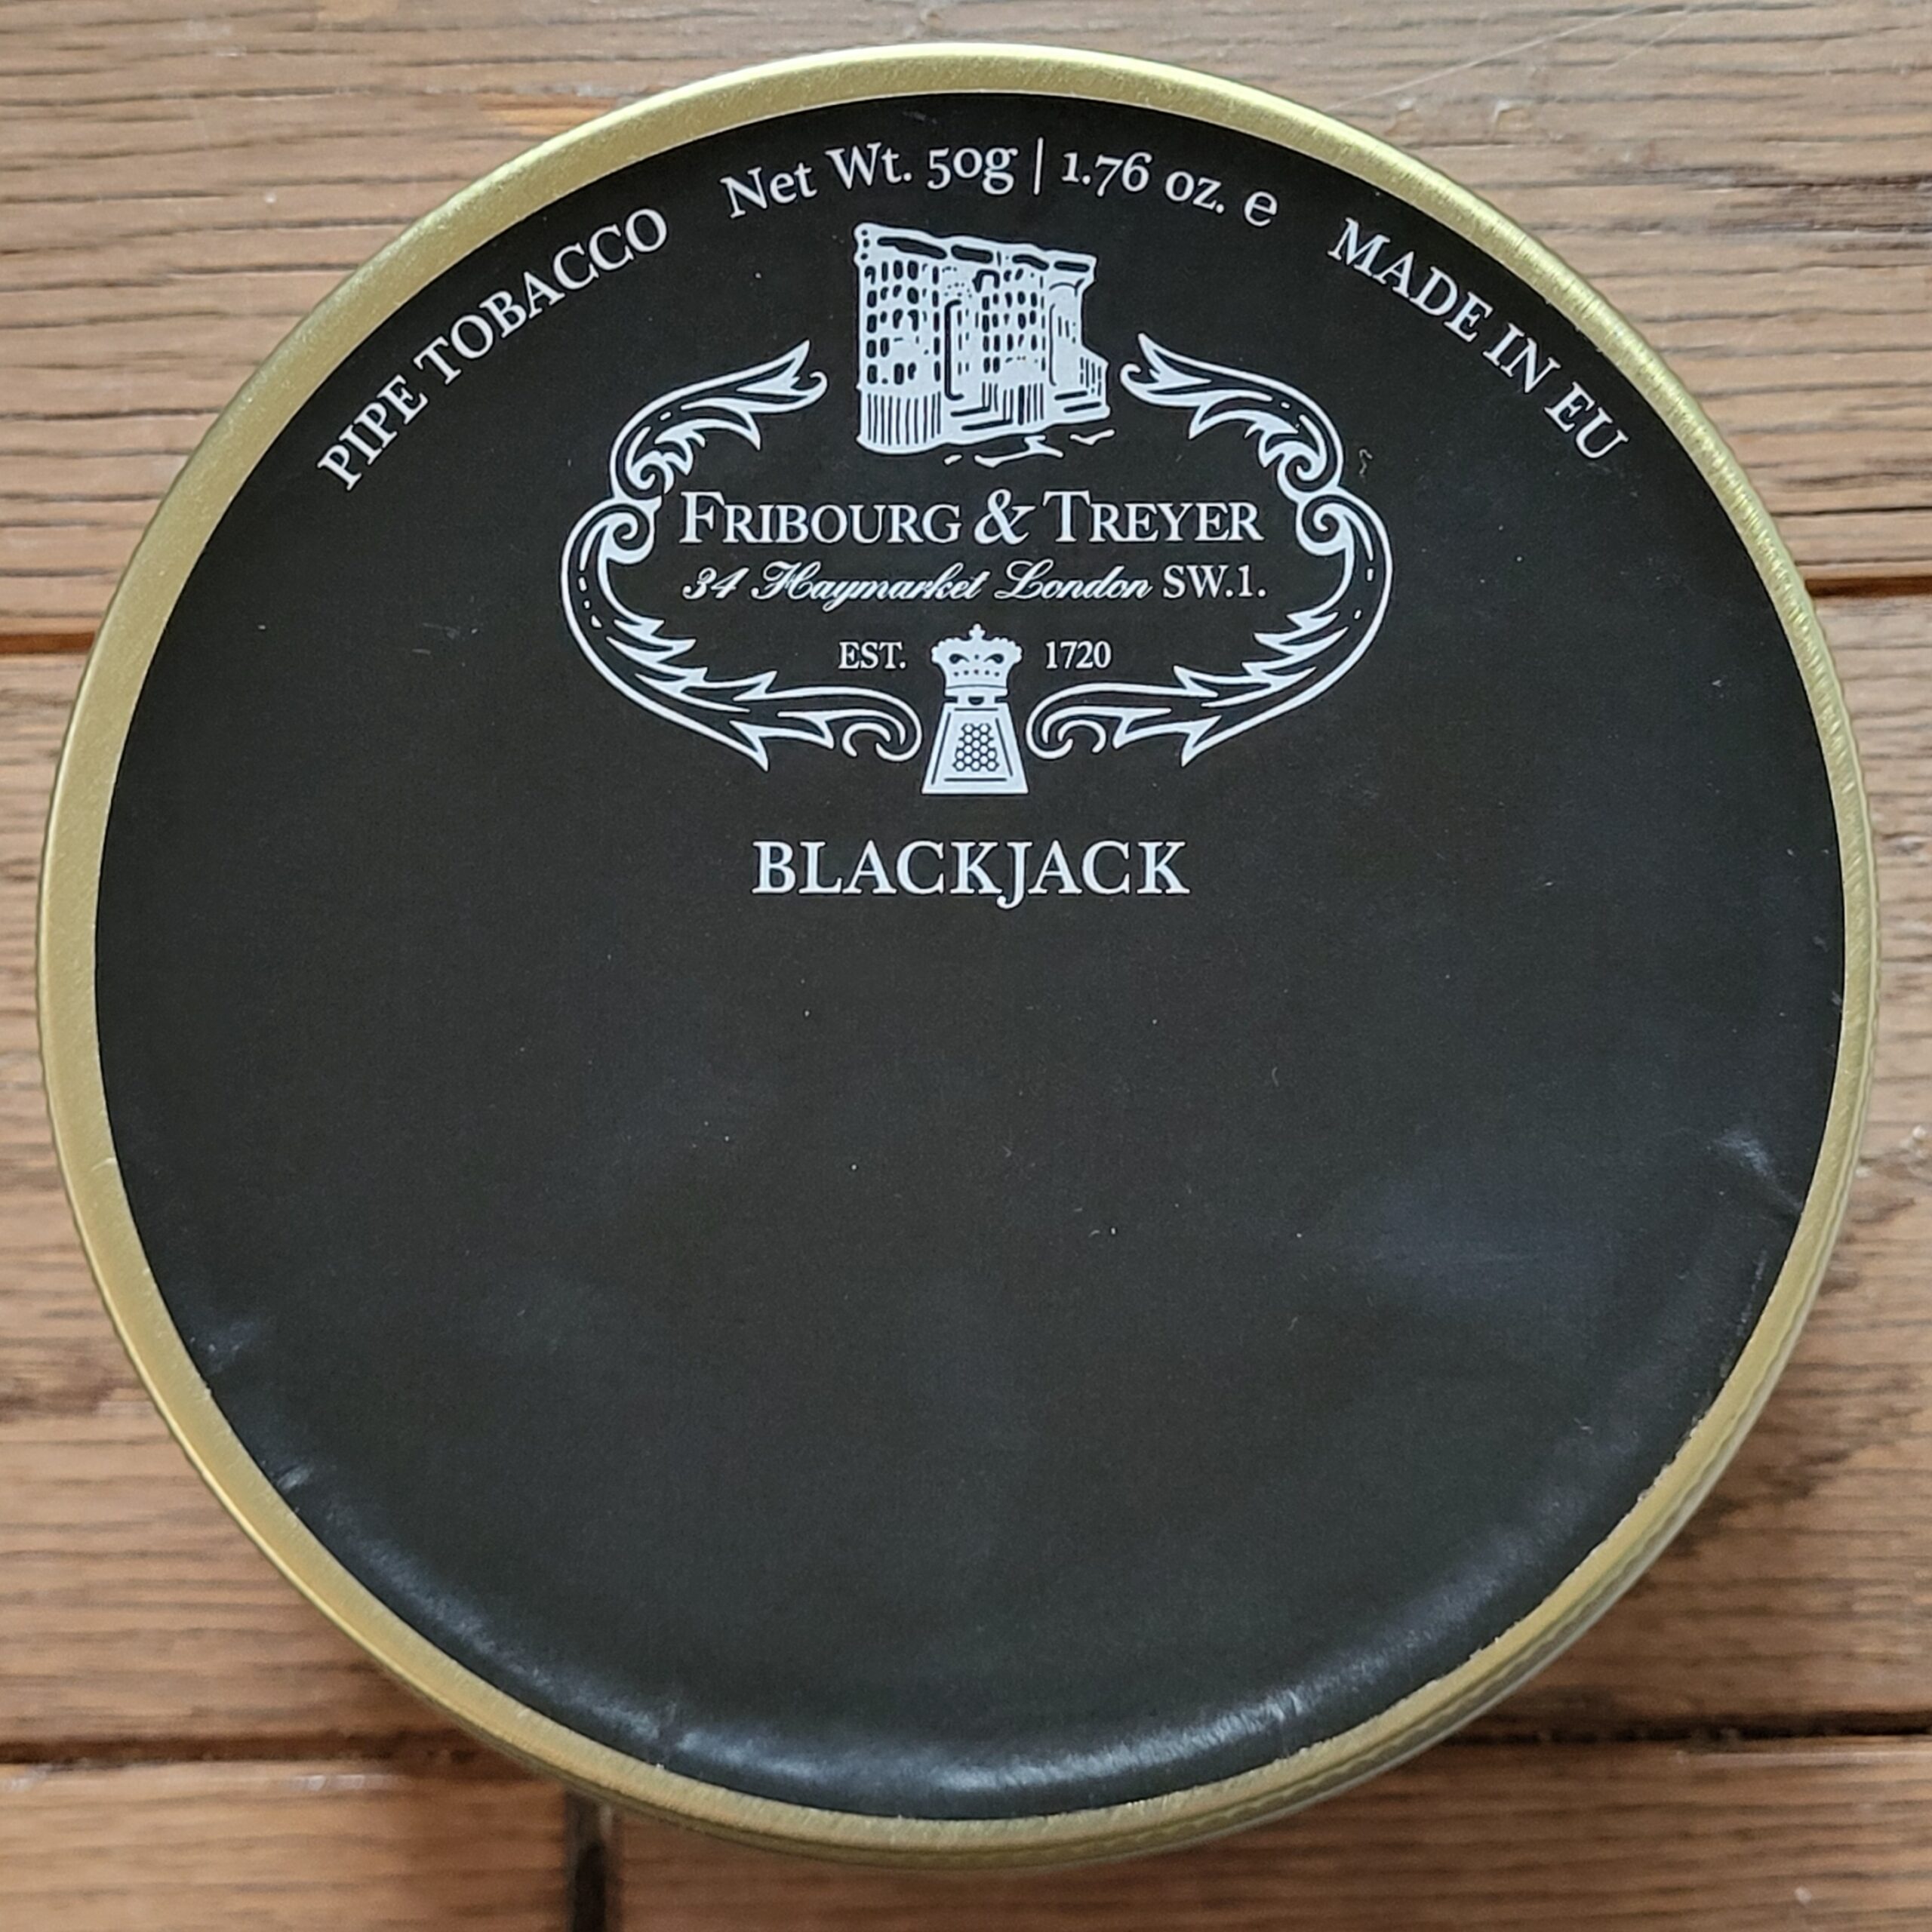 PIPE TOBACCO Net Wt. 50g | 1.76 oz. ℮ MADE IN EU
FRIBOURG & TREYER
34 Haymarket London SW.1.
EST. 1720
BLACKJACK